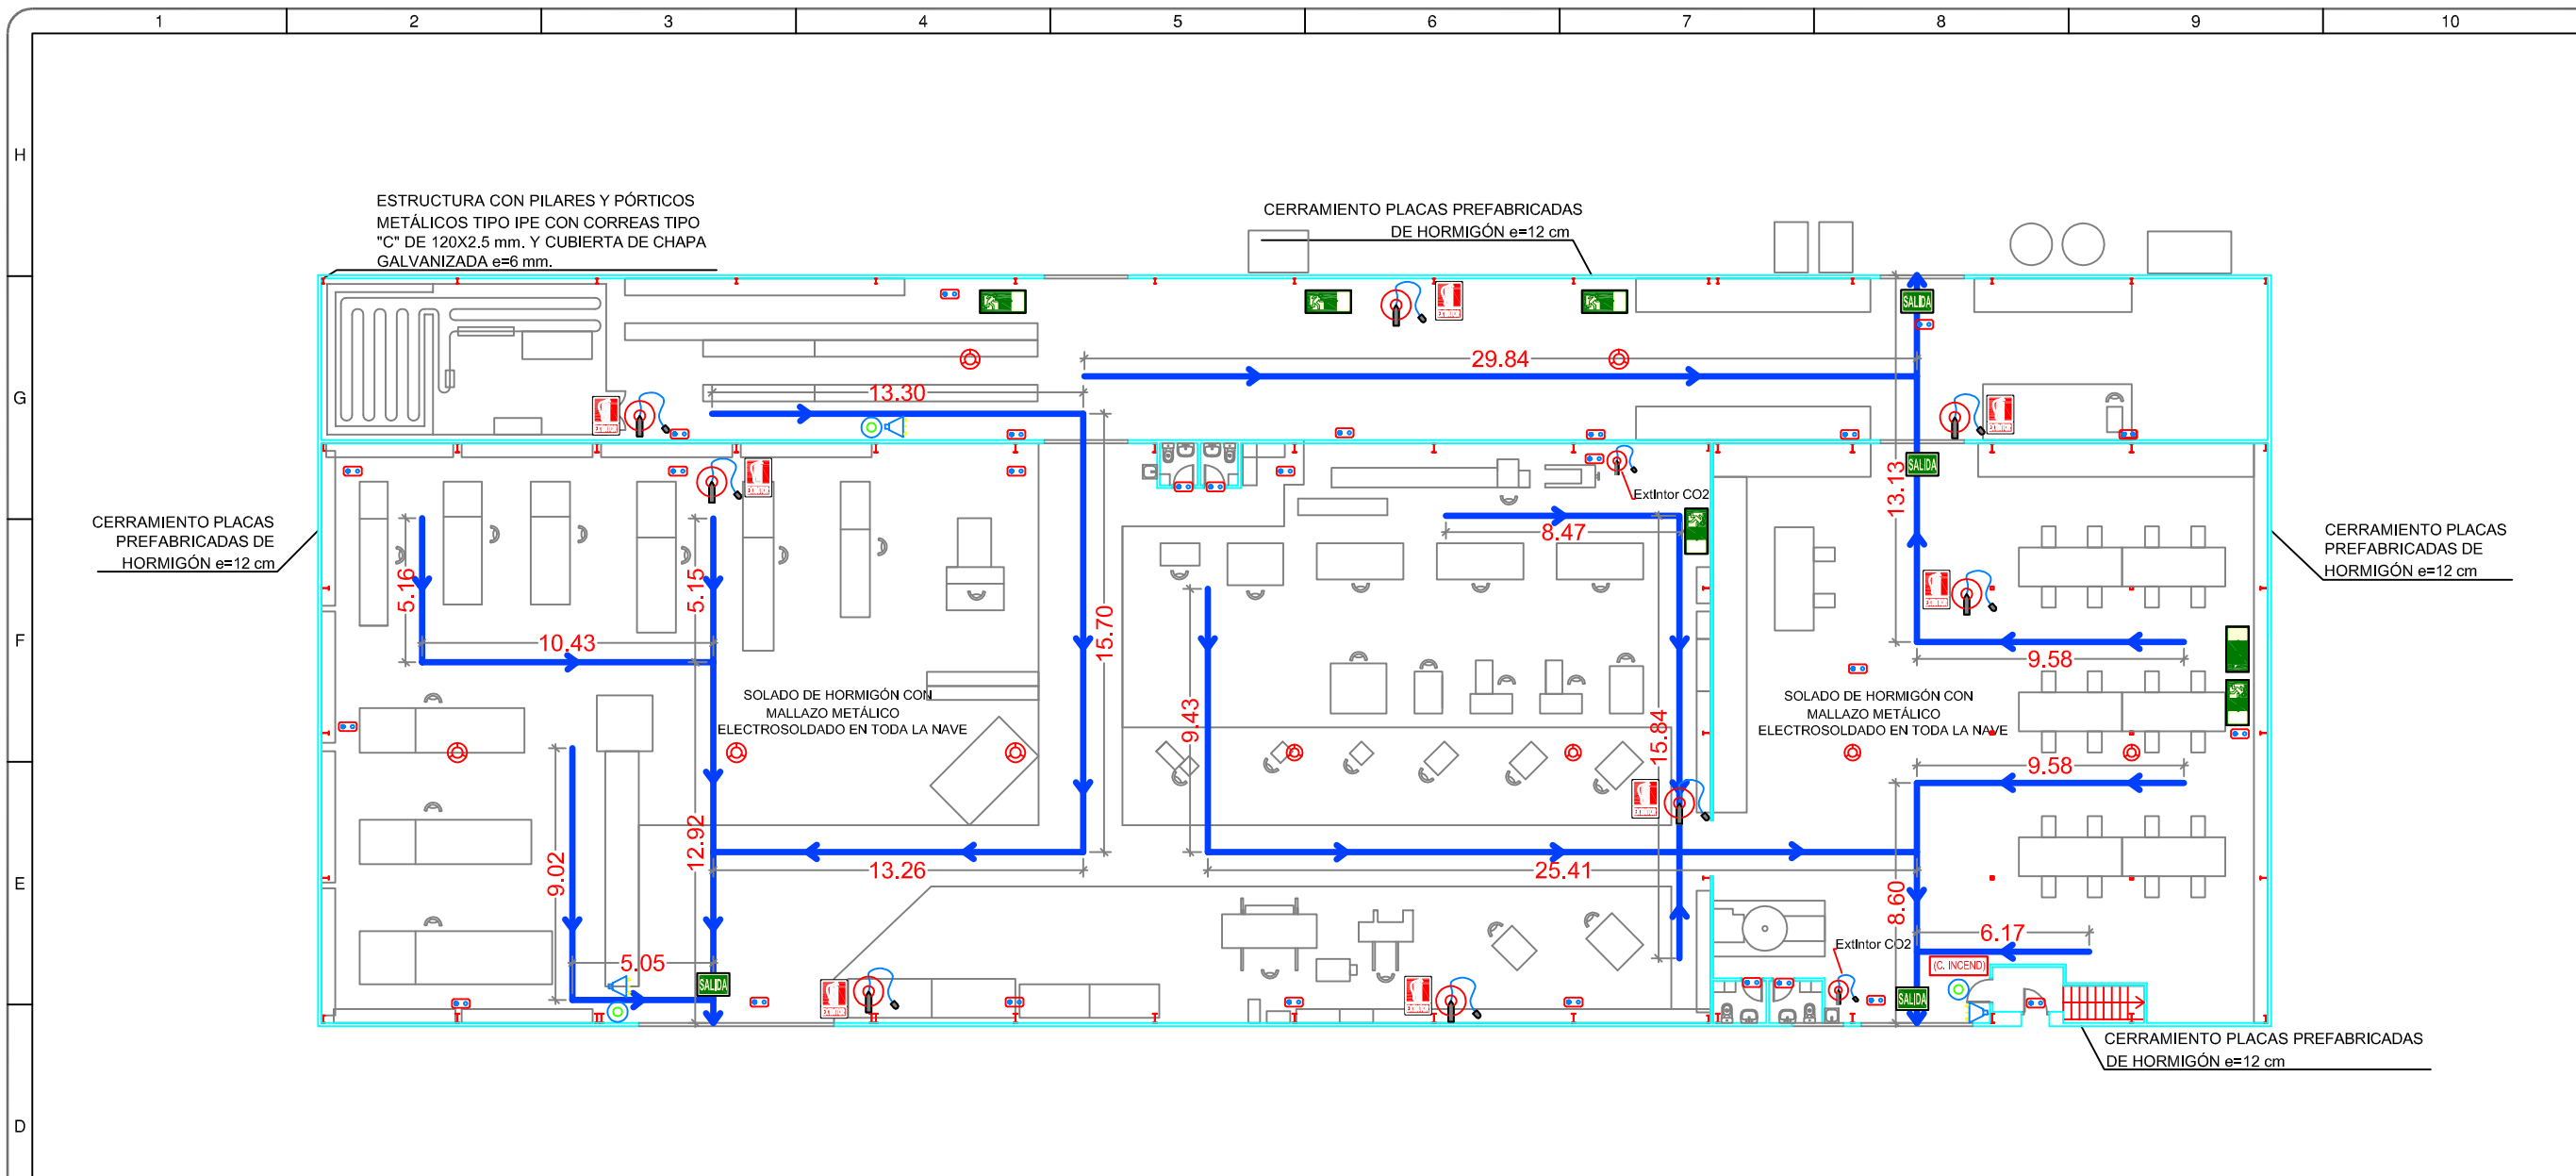 1 2 3 4 5 6 7 8 9 10
H
G
F
E
D
ESTRUCTURA CON PILARES Y PÓRTICOS
METÁLICOS TIPO IPE CON CORREAS TIPO
"C" DE 120X2.5 mm. Y CUBIERTA DE CHAPA
GALVANIZADA e=6 mm.
CERRAMIENTO PLACAS PREFABRICADAS
DE HORMIGÓN e=12 cm
SALIDA
29.84
13.30
SALIDA
13.13
ExtIntor CO2
CERRAMIENTO PLACAS
PREFABRICADAS DE
HORMIGÓN e=12 cm
CERRAMIENTO PLACAS
PREFABRICADAS DE
HORMIGÓN e=12 cm
8.47
5.16
5.15
10.43
15.70
9.58
SOLADO DE HORMIGÓN CON
MALLAZO METÁLICO
ELECTROSOLDADO EN TODA LA NAVE
SOLADO DE HORMIGÓN CON
MALLAZO METÁLICO
ELECTROSOLDADO EN TODA LA NAVE
9.43
15.84
9.58
12.92
9.02
13.26
25.41
8.60
6.17
ExtIntor CO2
5.05
(C. INCEND)
SALIDA
SALIDA
CERRAMIENTO PLACAS PREFABRICADAS
DE HORMIGÓN e=12 cm